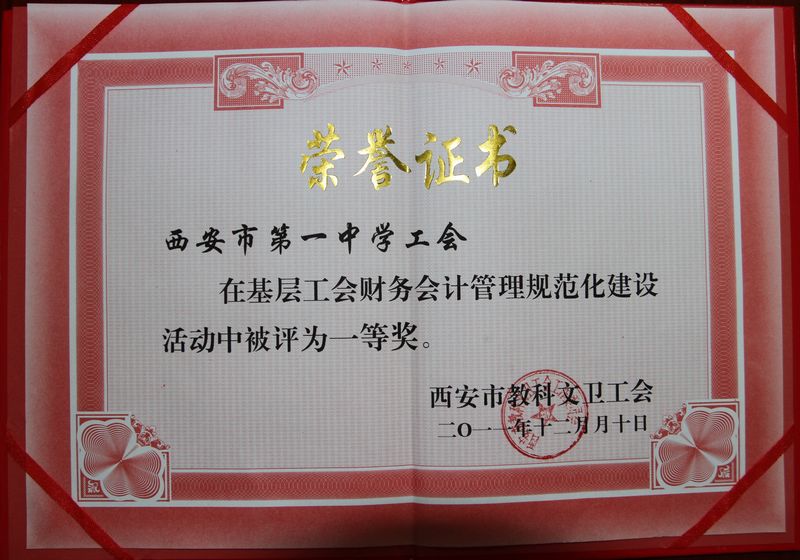 荣誉证书
西安市第一中学工会
在基层工会财务会计管理规范化建设
活动中被评为一等奖。
西安市教科文卫工会
二〇一一年十二月月十日